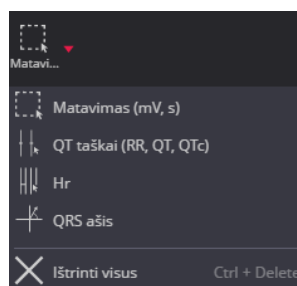 Matavi...
Matavimas (mV, s)
QT taškai (RR, QT, QTc)
Hr
QRS ašis
Ištrinti visus Ctrl + Delete